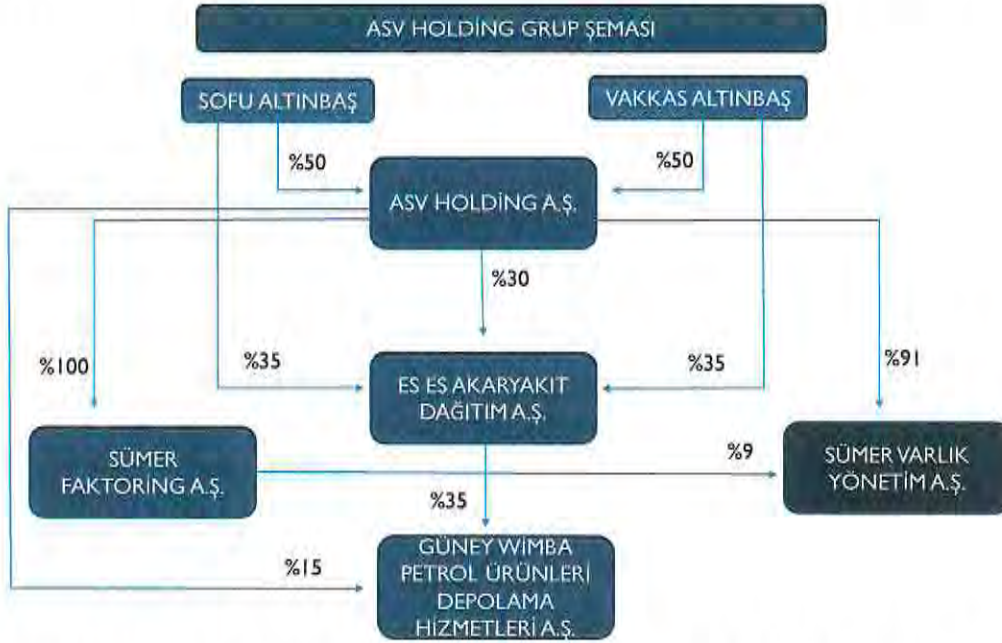 ASV HOLDİNG GRUP ŞEMASI
SOFU ALTINBAŞ
VAKKAS ALTINBAŞ
%50
%50
ASV HOLDİNG A.Ş.
%30
%100
%35
ES ES AKARYAKIT
DAĞITIM A.Ş.
%35
%91
SÜMER
FAKTORİNG A.Ş.
%9
SÜMER VARLIK
YÖNETİM A.Ş.
%35
%15
GÜNEY WIMBA
PETROL ÜRÜNLERİ
DEPOLAMA
HİZMETLERİ A.Ş.